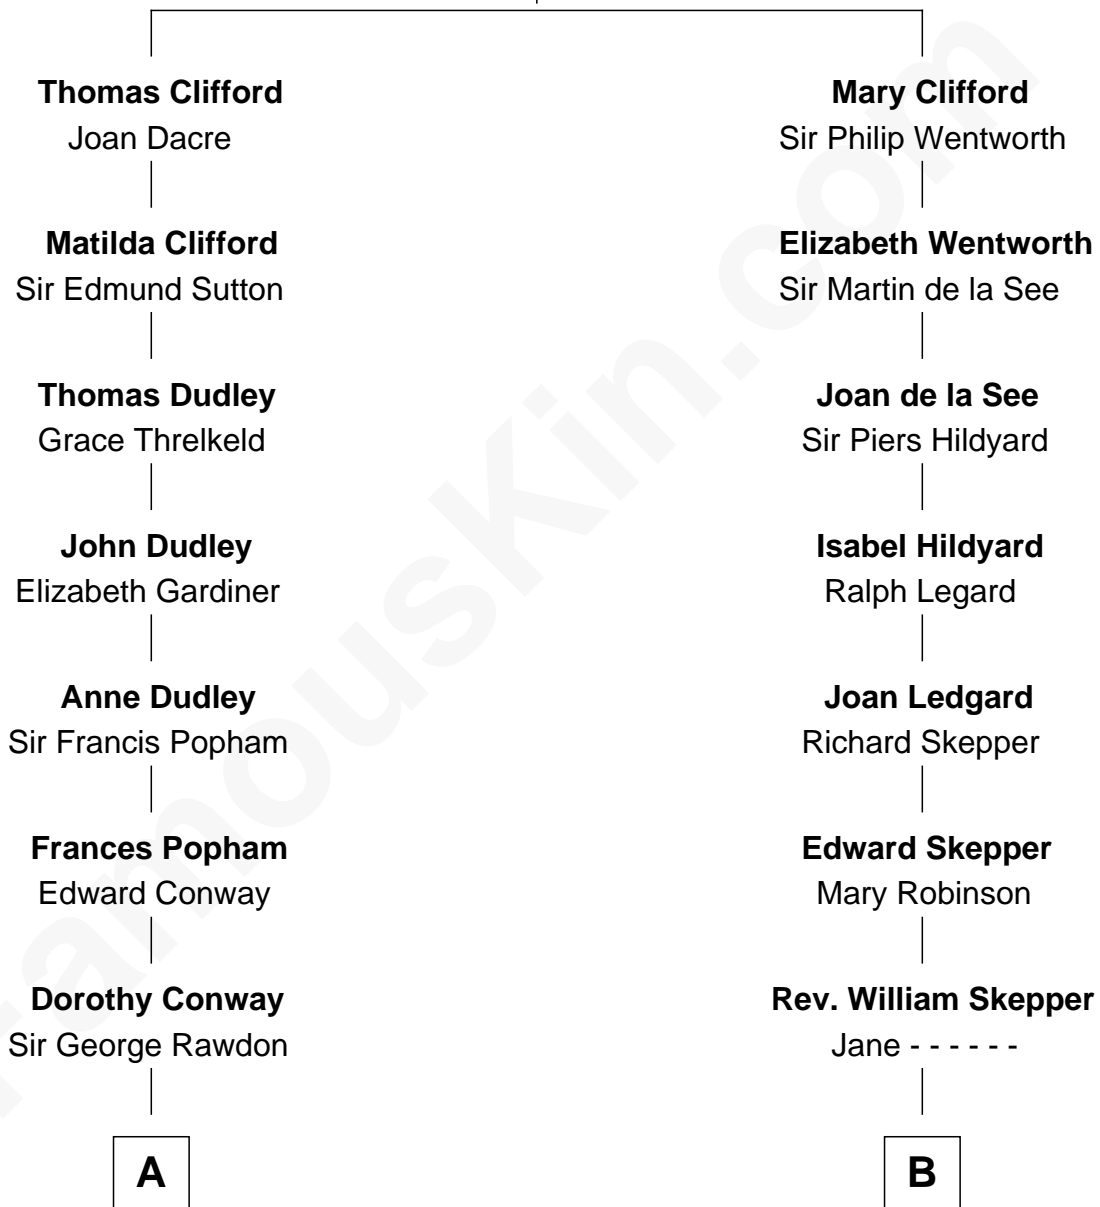 Thomas Clifford
Joan Dacre
Mary Clifford
Sir Philip Wentworth
Matilda Clifford
Sir Edmund Sutton
Elizabeth Wentworth
Sir Martin de la See
Thomas Dudley
Grace Threlkeld
Joan de la See
Sir Piers Hildyard
John Dudley
Elizabeth Gardiner
Isabel Hildyard
Ralph Legard
Anne Dudley
Sir Francis Popham
Joan Ledgard
Richard Skepper
Frances Popham
Edward Conway
Edward Skepper
Mary Robinson
Dorothy Conway
Sir George Rawdon
Rev. William Skepper
Jane - - - - - -
A
B
FamousKin.com